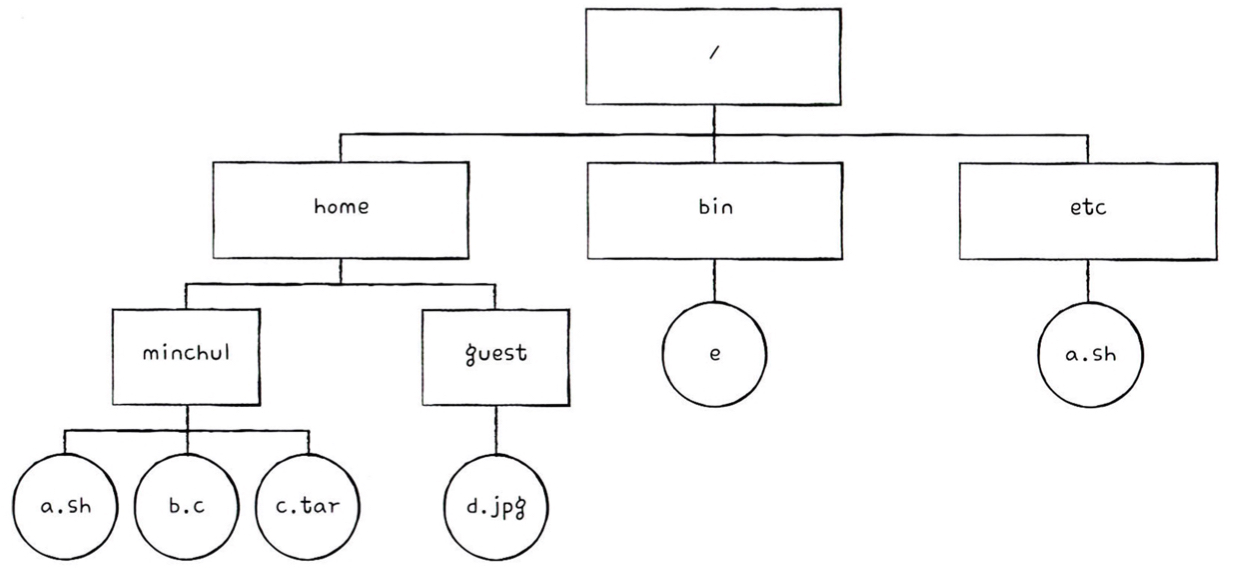 /
home
bin
etc
minchul
guest
e
a.sh
a.sh
b.c
c.tar
d.jpg